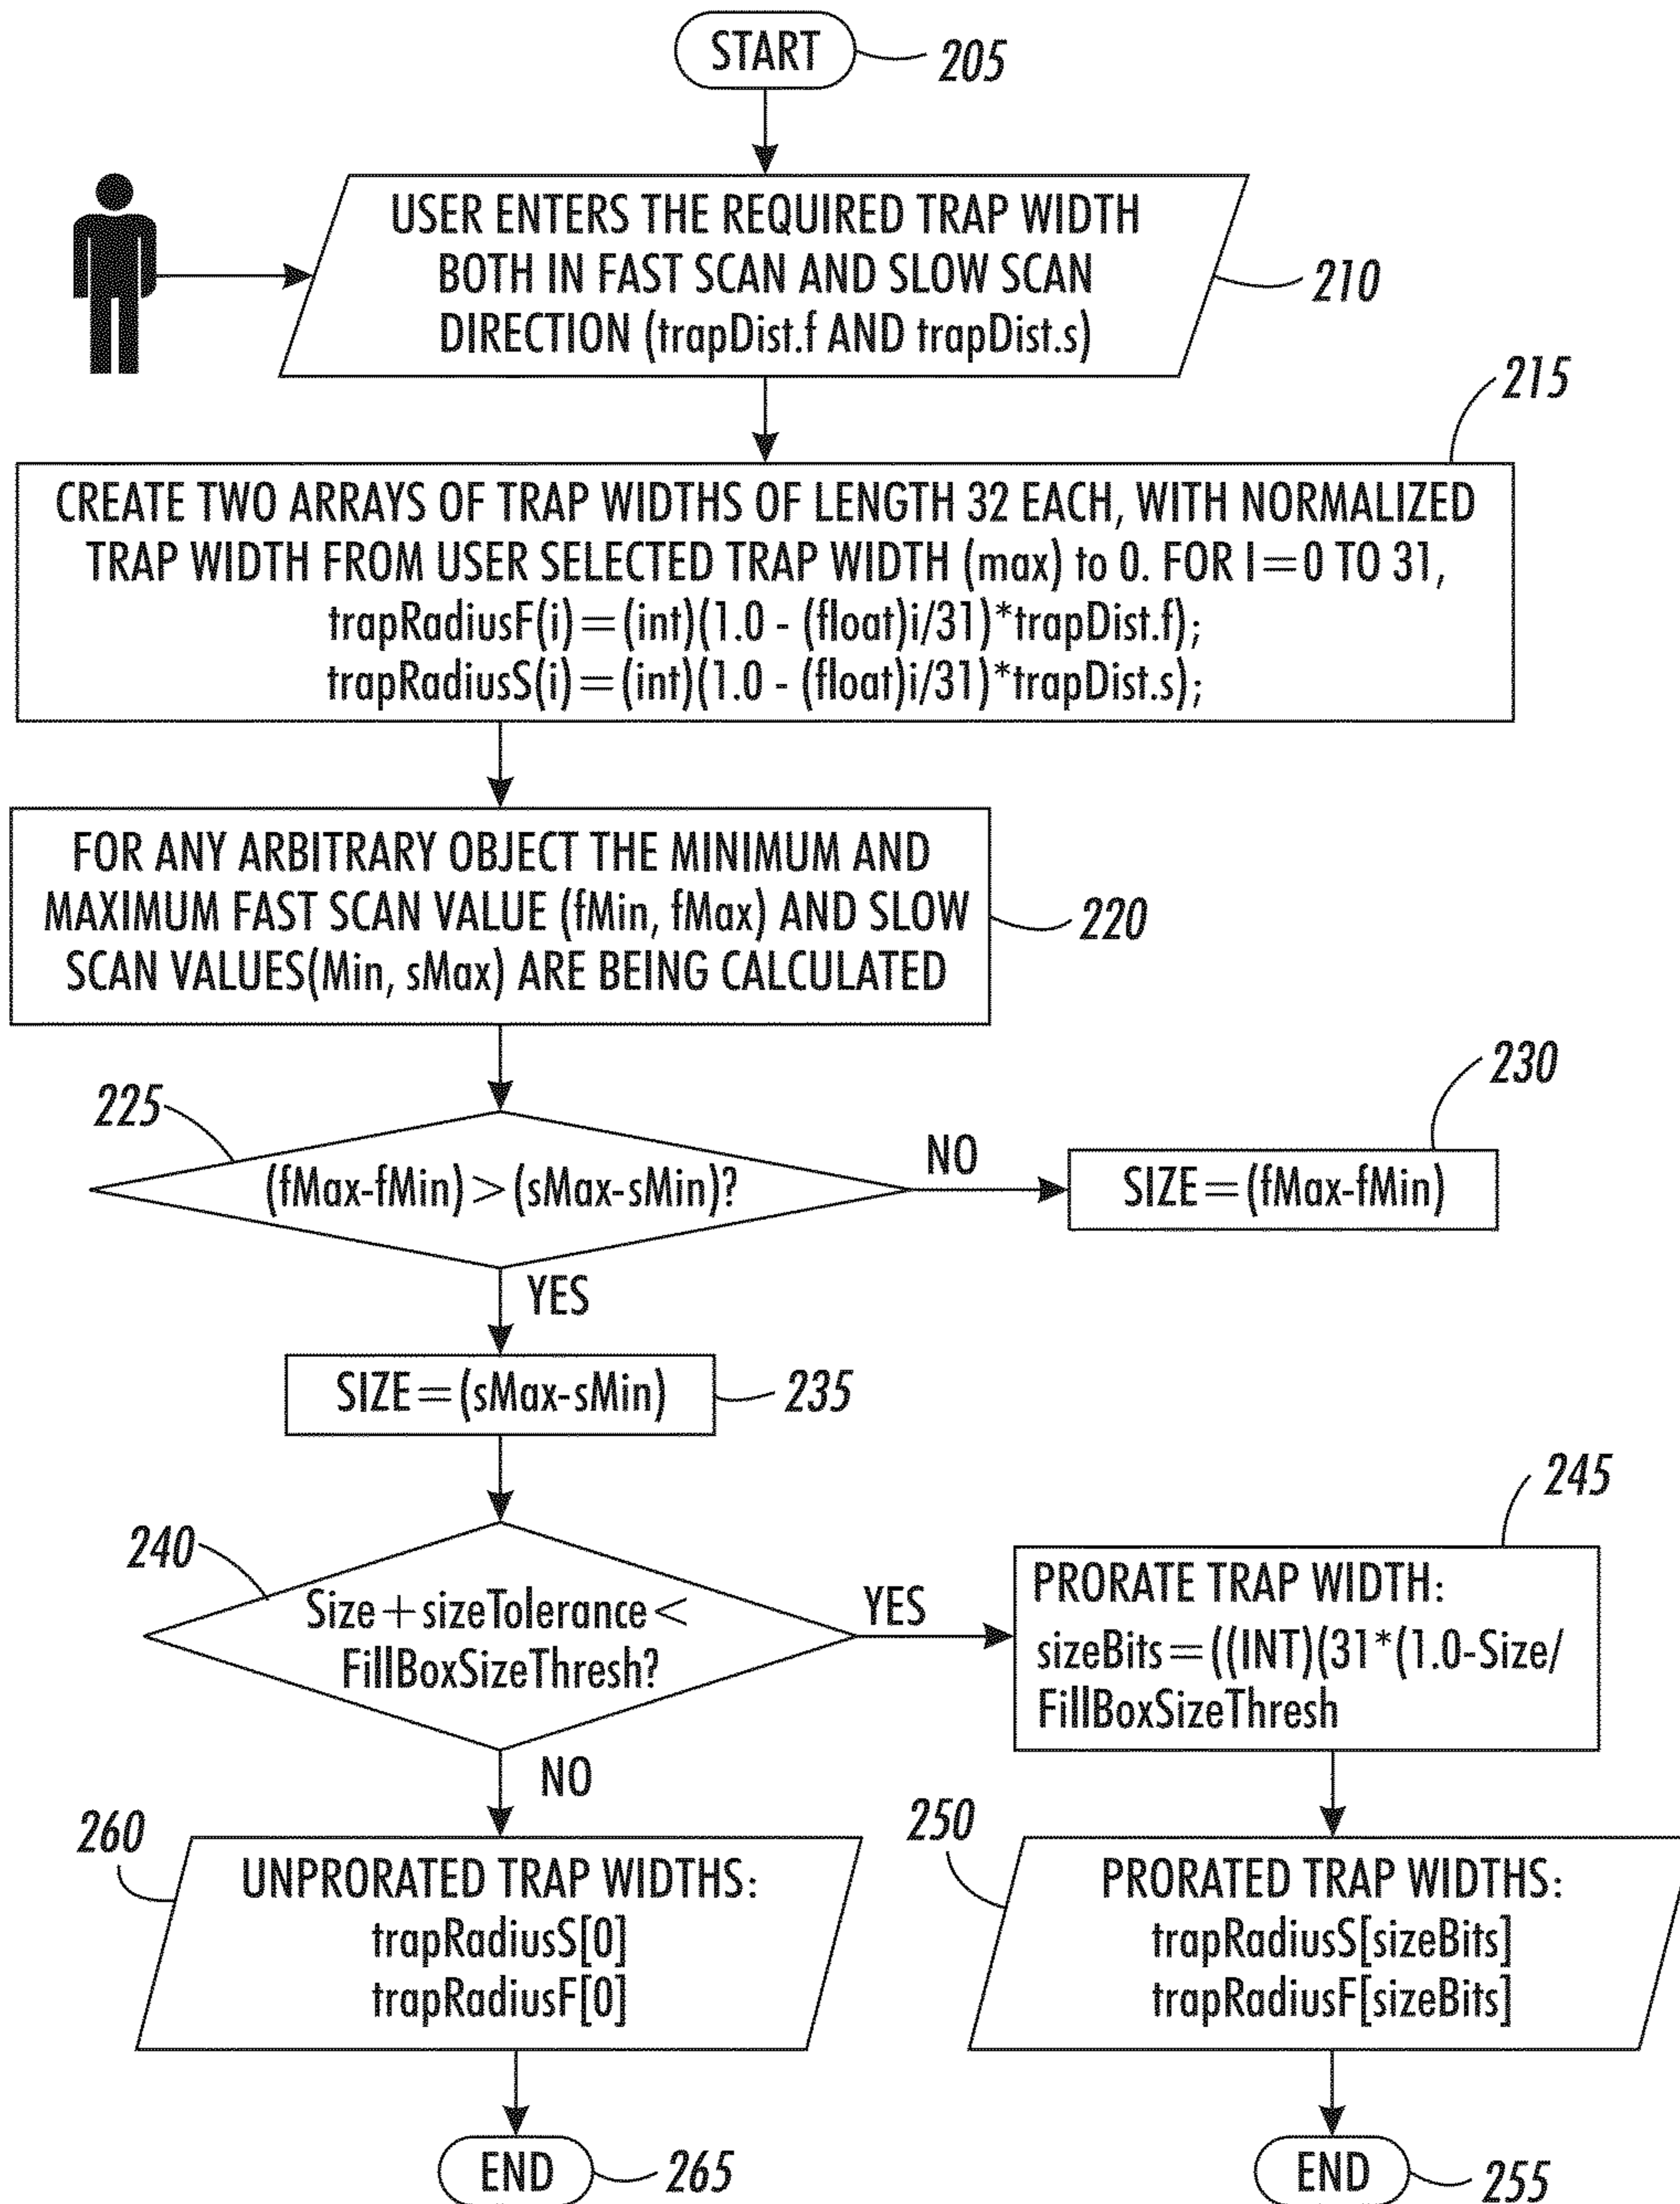 START
205
USER ENTERS THE REQUIRED TRAP WIDTH
BOTH IN FAST SCAN AND SLOW SCAN
DIRECTION (trapDist.f AND trapDist.s)
210
215
CREATE TWO ARRAYS OF TRAP WIDTHS OF LENGTH 32 EACH, WITH NORMALIZED
TRAP WIDTH FROM USER SELECTED TRAP WIDTH (max) to 0. FOR I=0 TO 31,
trapRadiusF(i)=(int)(1.0 - (float)i/31)*trapDist.f);
trapRadiusS(i)=(int)(1.0 - (float)i/31)*trapDist.s);
FOR ANY ARBITRARY OBJECT THE MINIMUM AND
MAXIMUM FAST SCAN VALUE (fMin, fMax) AND SLOW
SCAN VALUES(Min, sMax) ARE BEING CALCULATED
220
225
(fMax-fMin)>(sMax-sMin)?
NO
230
SIZE=(fMax-fMin)
YES
SIZE=(sMax-sMin)
235
240
Size+sizeTolerance<
FillBoxSizeThresh?
YES
245
PRORATE TRAP WIDTH:
sizeBits=((INT)(31*(1.0-Size/
FillBoxSizeThresh
NO
260
UNPRORATED TRAP WIDTHS:
trapRadiusS[0]
trapRadiusF[0]
250
PRORATED TRAP WIDTHS:
trapRadiusS[sizeBits]
trapRadiusF[sizeBits]
END
265
END
255